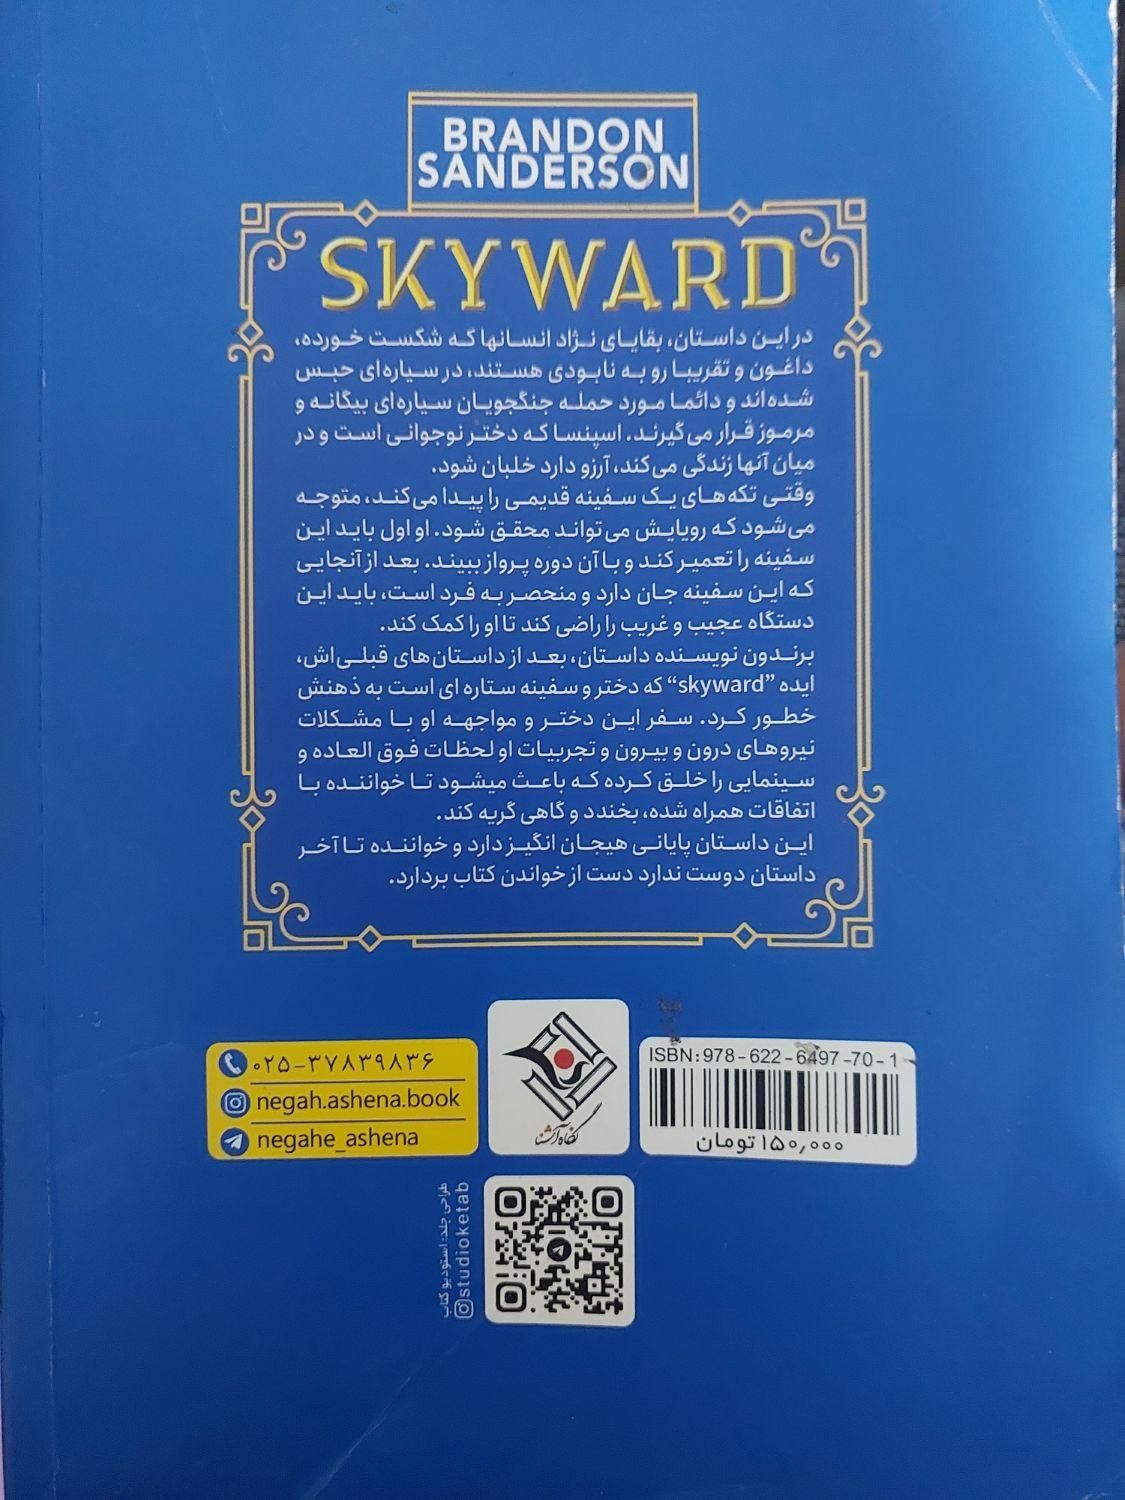 BRANDON
SANDERSON
SKYWARD
در این داستان، بقایای نژاد انسانها که شکست خورده،
داغون و تقریبا رو به نابودی هستند، در سیاره‌ای حبس
شده‌اند و دائما مورد حمله جنگجویان سیاره‌ای بیگانه و
مرموز قرار می‌گیرند. اسپنسا که دختر نوجوانی است و در
میان آنها زندگی می‌کند، آرزو دارد خلبان شود.
وقتی تکه‌های یک سفینه قدیمی را پیدا می‌کند، متوجه
می‌شود که رویایش می‌تواند محقق شود. او اول باید این
سفینه را تعمیر کند و با آن دوره پرواز ببیند. بعد از آنجایی
که این سفینه جان دارد و منحصر به فرد است، باید این
دستگاه عجیب و غریب را راضی کند تا او را کمک کند.
برندون نویسنده داستان، بعد از داستان‌های قبلی‌اش،
ایده “skyward” که دختر و سفینه ستاره ای است به ذهنش
خطور کرد. سفر این دختر و مواجهه او با مشکلات
نیروهای درون و بیرون و تجربیات او لحظات فوق العاده و
سینمایی را خلق کرده که باعث میشود تا خواننده با
اتفاقات همراه شده، بخندد و گاهی گریه کند.
این داستان پایانی هیجان انگیز دارد و خواننده تا آخر
داستان دوست ندارد دست از خواندن کتاب بردارد.
ISBN: 978-622-6497-70-1
۱۵۰,۰۰۰ تومان
نگاه آشنا
۰۲۵-۳۷۸۳۹۸۳۶
negah.ashena.book
negahe_ashena
طراحی جلد: استودیو کتاب
@studioketab